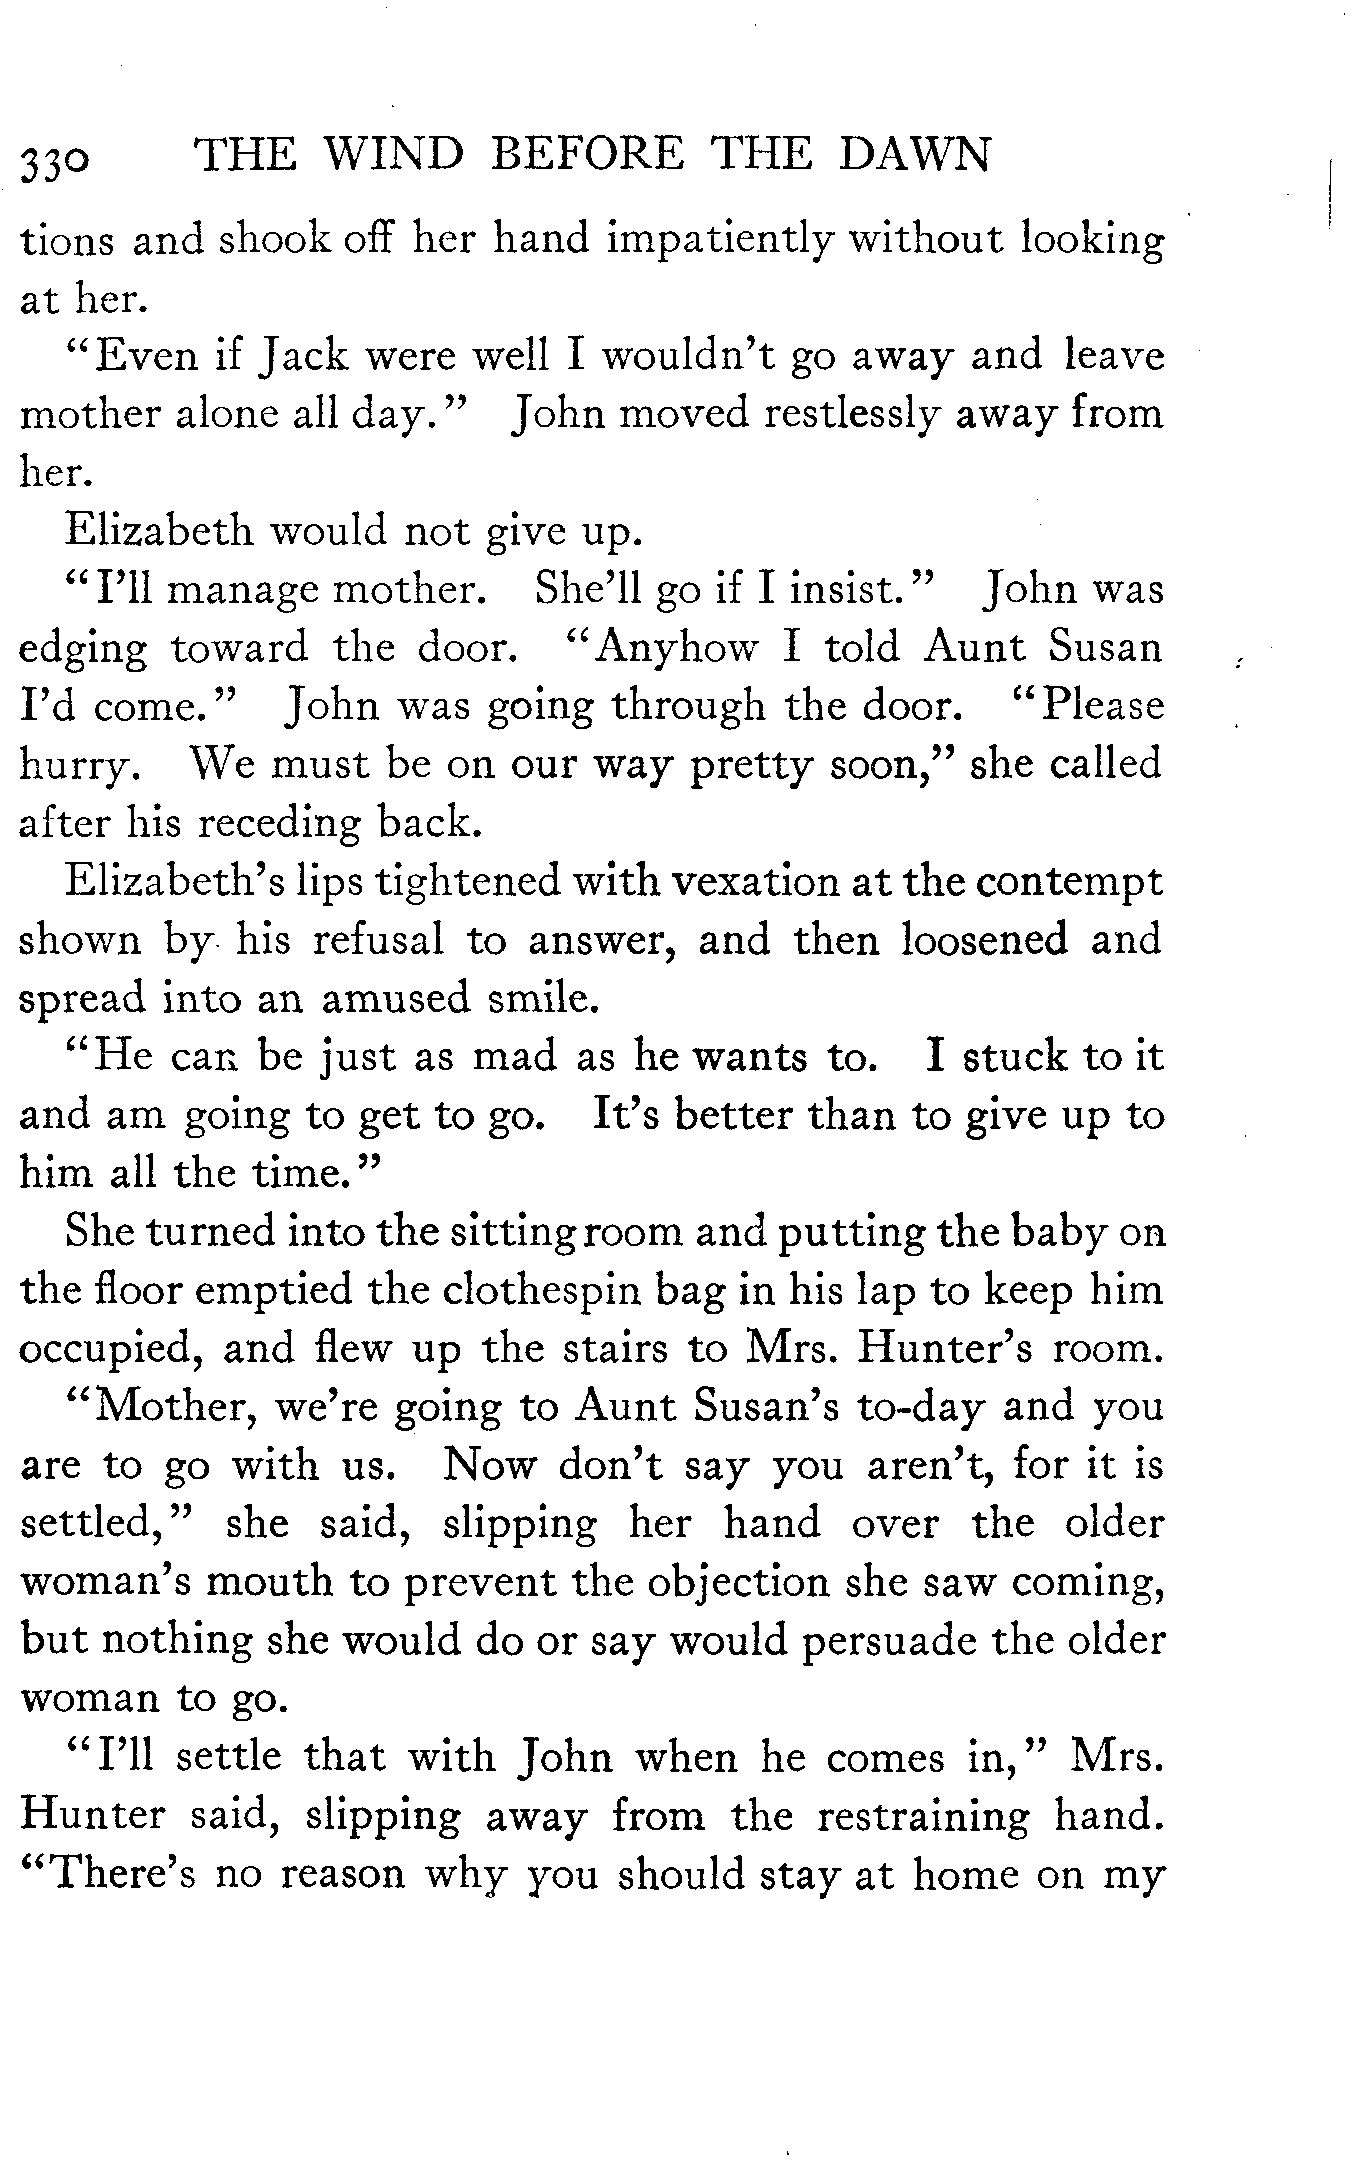 330 THE WIND BEFORE THE DAWN
tions and shook off her hand impatiently without looking
at her.
"Even if Jack were well I wouldn't go away and leave
mother alone all day." John moved restlessly away from
her.
Elizabeth would not give up.
"I'll manage mother. She'll go if I insist." John was
edging toward the door. "Anyhow I told Aunt Susan
I'd come." John was going through the door. "Please
hurry. We must be on our way pretty soon," she called
after his receding back.
Elizabeth's lips tightened with vexation at the contempt
shown by his refusal to answer, and then loosened and
spread into an amused smile.
"He can be just as mad as he wants to. I stuck to it
and am going to get to go. It's better than to give up to
him all the time."
She turned into the sittingroom and putting the baby on
the floor emptied the clothespin bag in his lap to keep him
occupied, and flew up the stairs to Mrs. Hunter's room.
"Mother, we're going to Aunt Susan's to-day and you
are to go with us. Now don't say you aren't, for it is
settled," she said, slipping her hand over the older
woman's mouth to prevent the objection she saw coming,
but nothing she would do or say would persuade the older
woman to go.
"I'll settle that with John when he comes in," Mrs.
Hunter said, slipping away from the restraining hand.
"There's no reason why you should stay at home on my